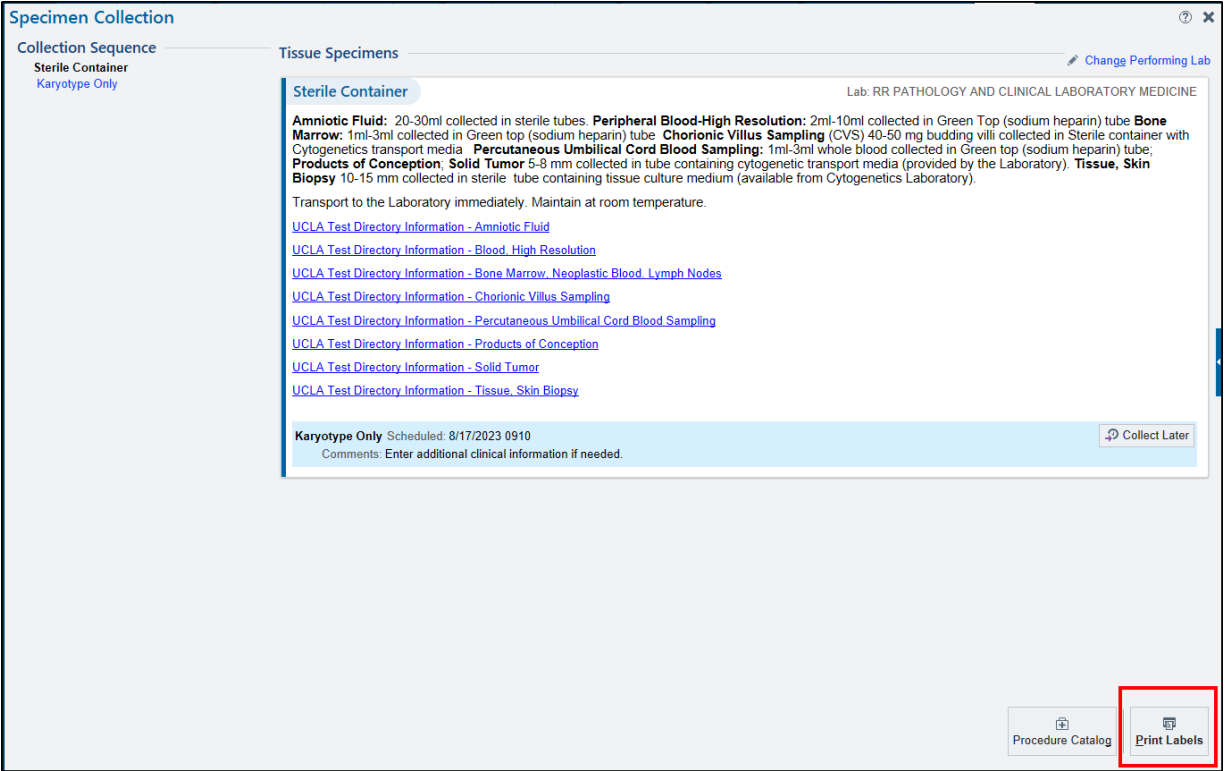 Specimen Collection
Collection Sequence
Sterile Container
Karyotype Only
Tissue Specimens
Change Performing Lab
Sterile Container
Lab: RR PATHOLOGY AND CLINICAL LABORATORY MEDICINE
Amniotic Fluid: 20-30ml collected in sterile tubes. Peripheral Blood-High Resolution: 2ml-10ml collected in Green Top (sodium heparin) tube Bone
Marrow: 1ml-3ml collected in Green top (sodium heparin) tube Chorionic Villus Sampling (CVS) 40-50 mg budding villi collected in Sterile container with
Cytogenetics transport media Percutaneous Umbilical Cord Blood Sampling: 1ml-3ml whole blood collected in Green top (sodium heparin) tube;
Products of Conception; Solid Tumor 5-8 mm collected in tube containing cytogenetic transport media (provided by the Laboratory). Tissue, Skin
Biopsy 10-15 mm collected in sterile tube containing tissue culture medium (available from Cytogenetics Laboratory).
Transport to the Laboratory immediately. Maintain at room temperature.
UCLA Test Directory Information - Amniotic Fluid
UCLA Test Directory Information - Blood, High Resolution
UCLA Test Directory Information - Bone Marrow, Neoplastic Blood, Lymph Nodes
UCLA Test Directory Information - Chorionic Villus Sampling
UCLA Test Directory Information - Percutaneous Umbilical Cord Blood Sampling
UCLA Test Directory Information - Products of Conception
UCLA Test Directory Information - Solid Tumor
UCLA Test Directory Information - Tissue, Skin Biopsy
Karyotype Only Scheduled: 8/17/2023 0910
Collect Later
Comments: Enter additional clinical information if needed.
Procedure Catalog
Print Labels